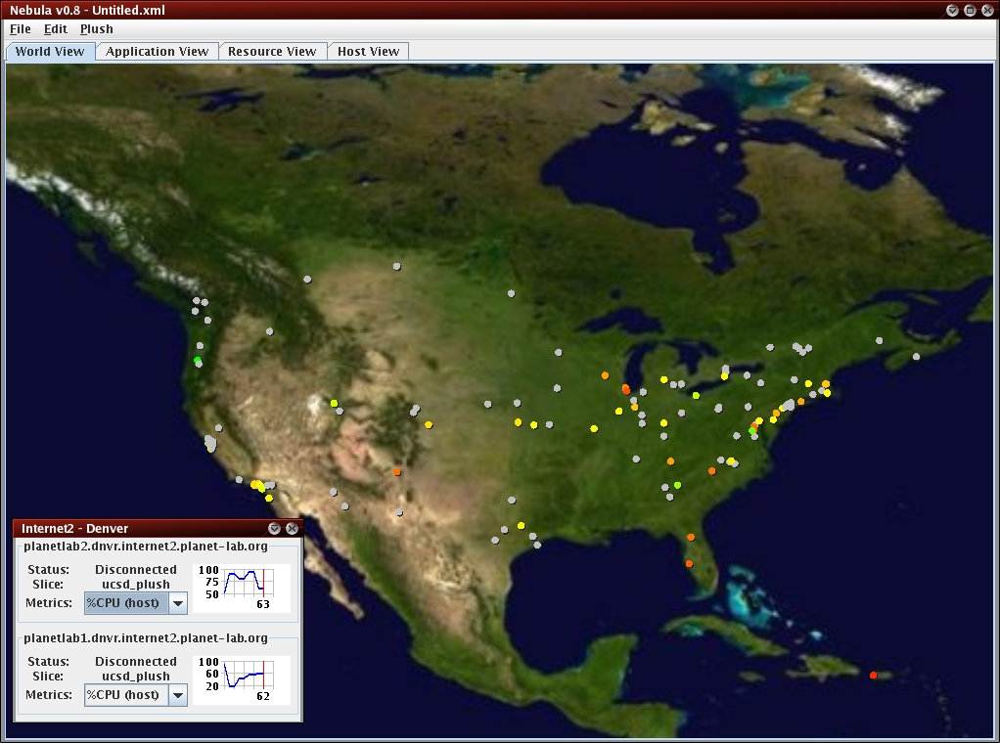 Nebula v0.8 - Untitled.xml
File Edit Plush
World View Application View Resource View Host View
Internet2 - Denver
planetlab2.dnvr.internet2.planet-lab.org
Status: Disconnected
Slice: ucsd_plush
Metrics: %CPU (host)
100
75
50
63
planetlab1.dnvr.internet2.planet-lab.org
Status: Disconnected
Slice: ucsd_plush
Metrics: %CPU (host)
100
60
20
62